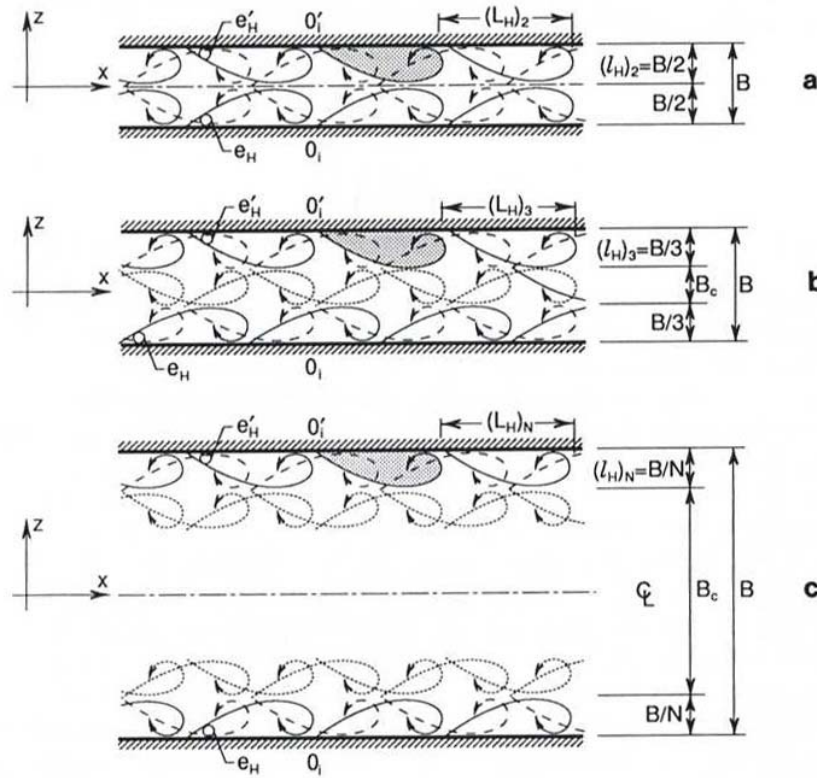 z e′H 0′i (LH)2
x (lH)2=B/2 B a
B/2
eH 0i
z e′H 0′i (LH)3
x (lH)3=B/3 Bc B b
B/3
eH 0i
e′H 0′i (LH)N
(lH)N=B/N
z
x ℄ Bc B c
B/N
eH 0i